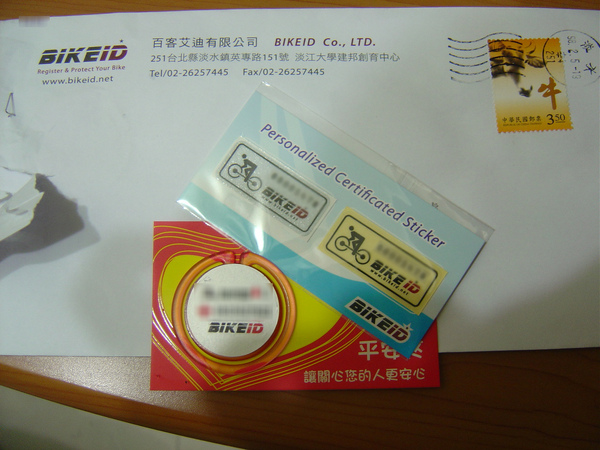 BIKEID
Register & Protect Your Bike
www.bikeid.net
百客艾迪有限公司 BIKEID Co., LTD.
251台北縣淡水鎮英專路151號 淡江大學建邦創育中心
Tel/02-26257445 Fax/02-26257445
牛
中華民國郵票
3.50
Personalized Certificated Sticker
BIKEID
BIKEID
www.bikeid.net
BIKEID
BIKEID
平安
讓關心您的人更安心